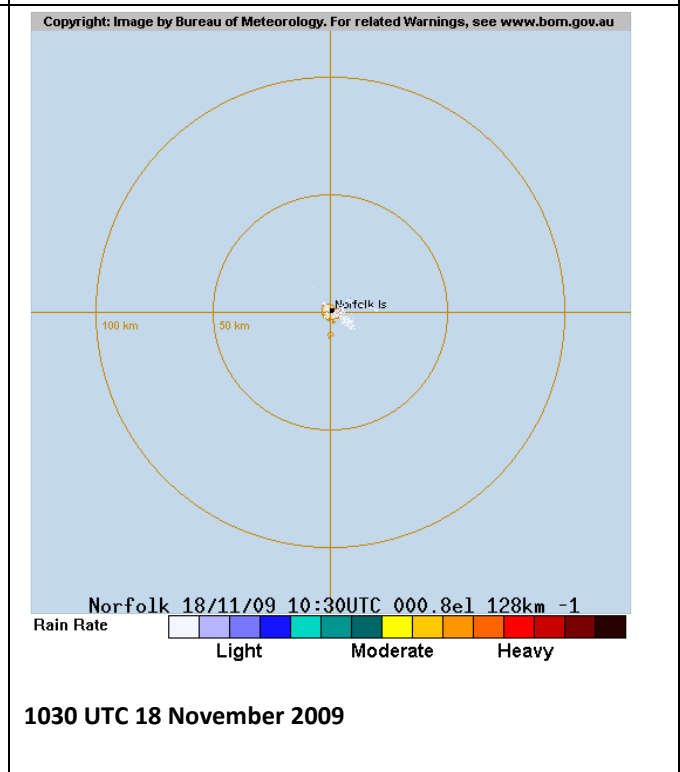 Copyright: Image by Bureau of Meteorology. For related Warnings, see www.bom.gov.au
Norfolk Is
100 km
50 km
Norfolk 18/11/09 10:30UTC 000.8el 128km -1
Rain Rate
Light
Moderate
Heavy
1030 UTC 18 November 2009